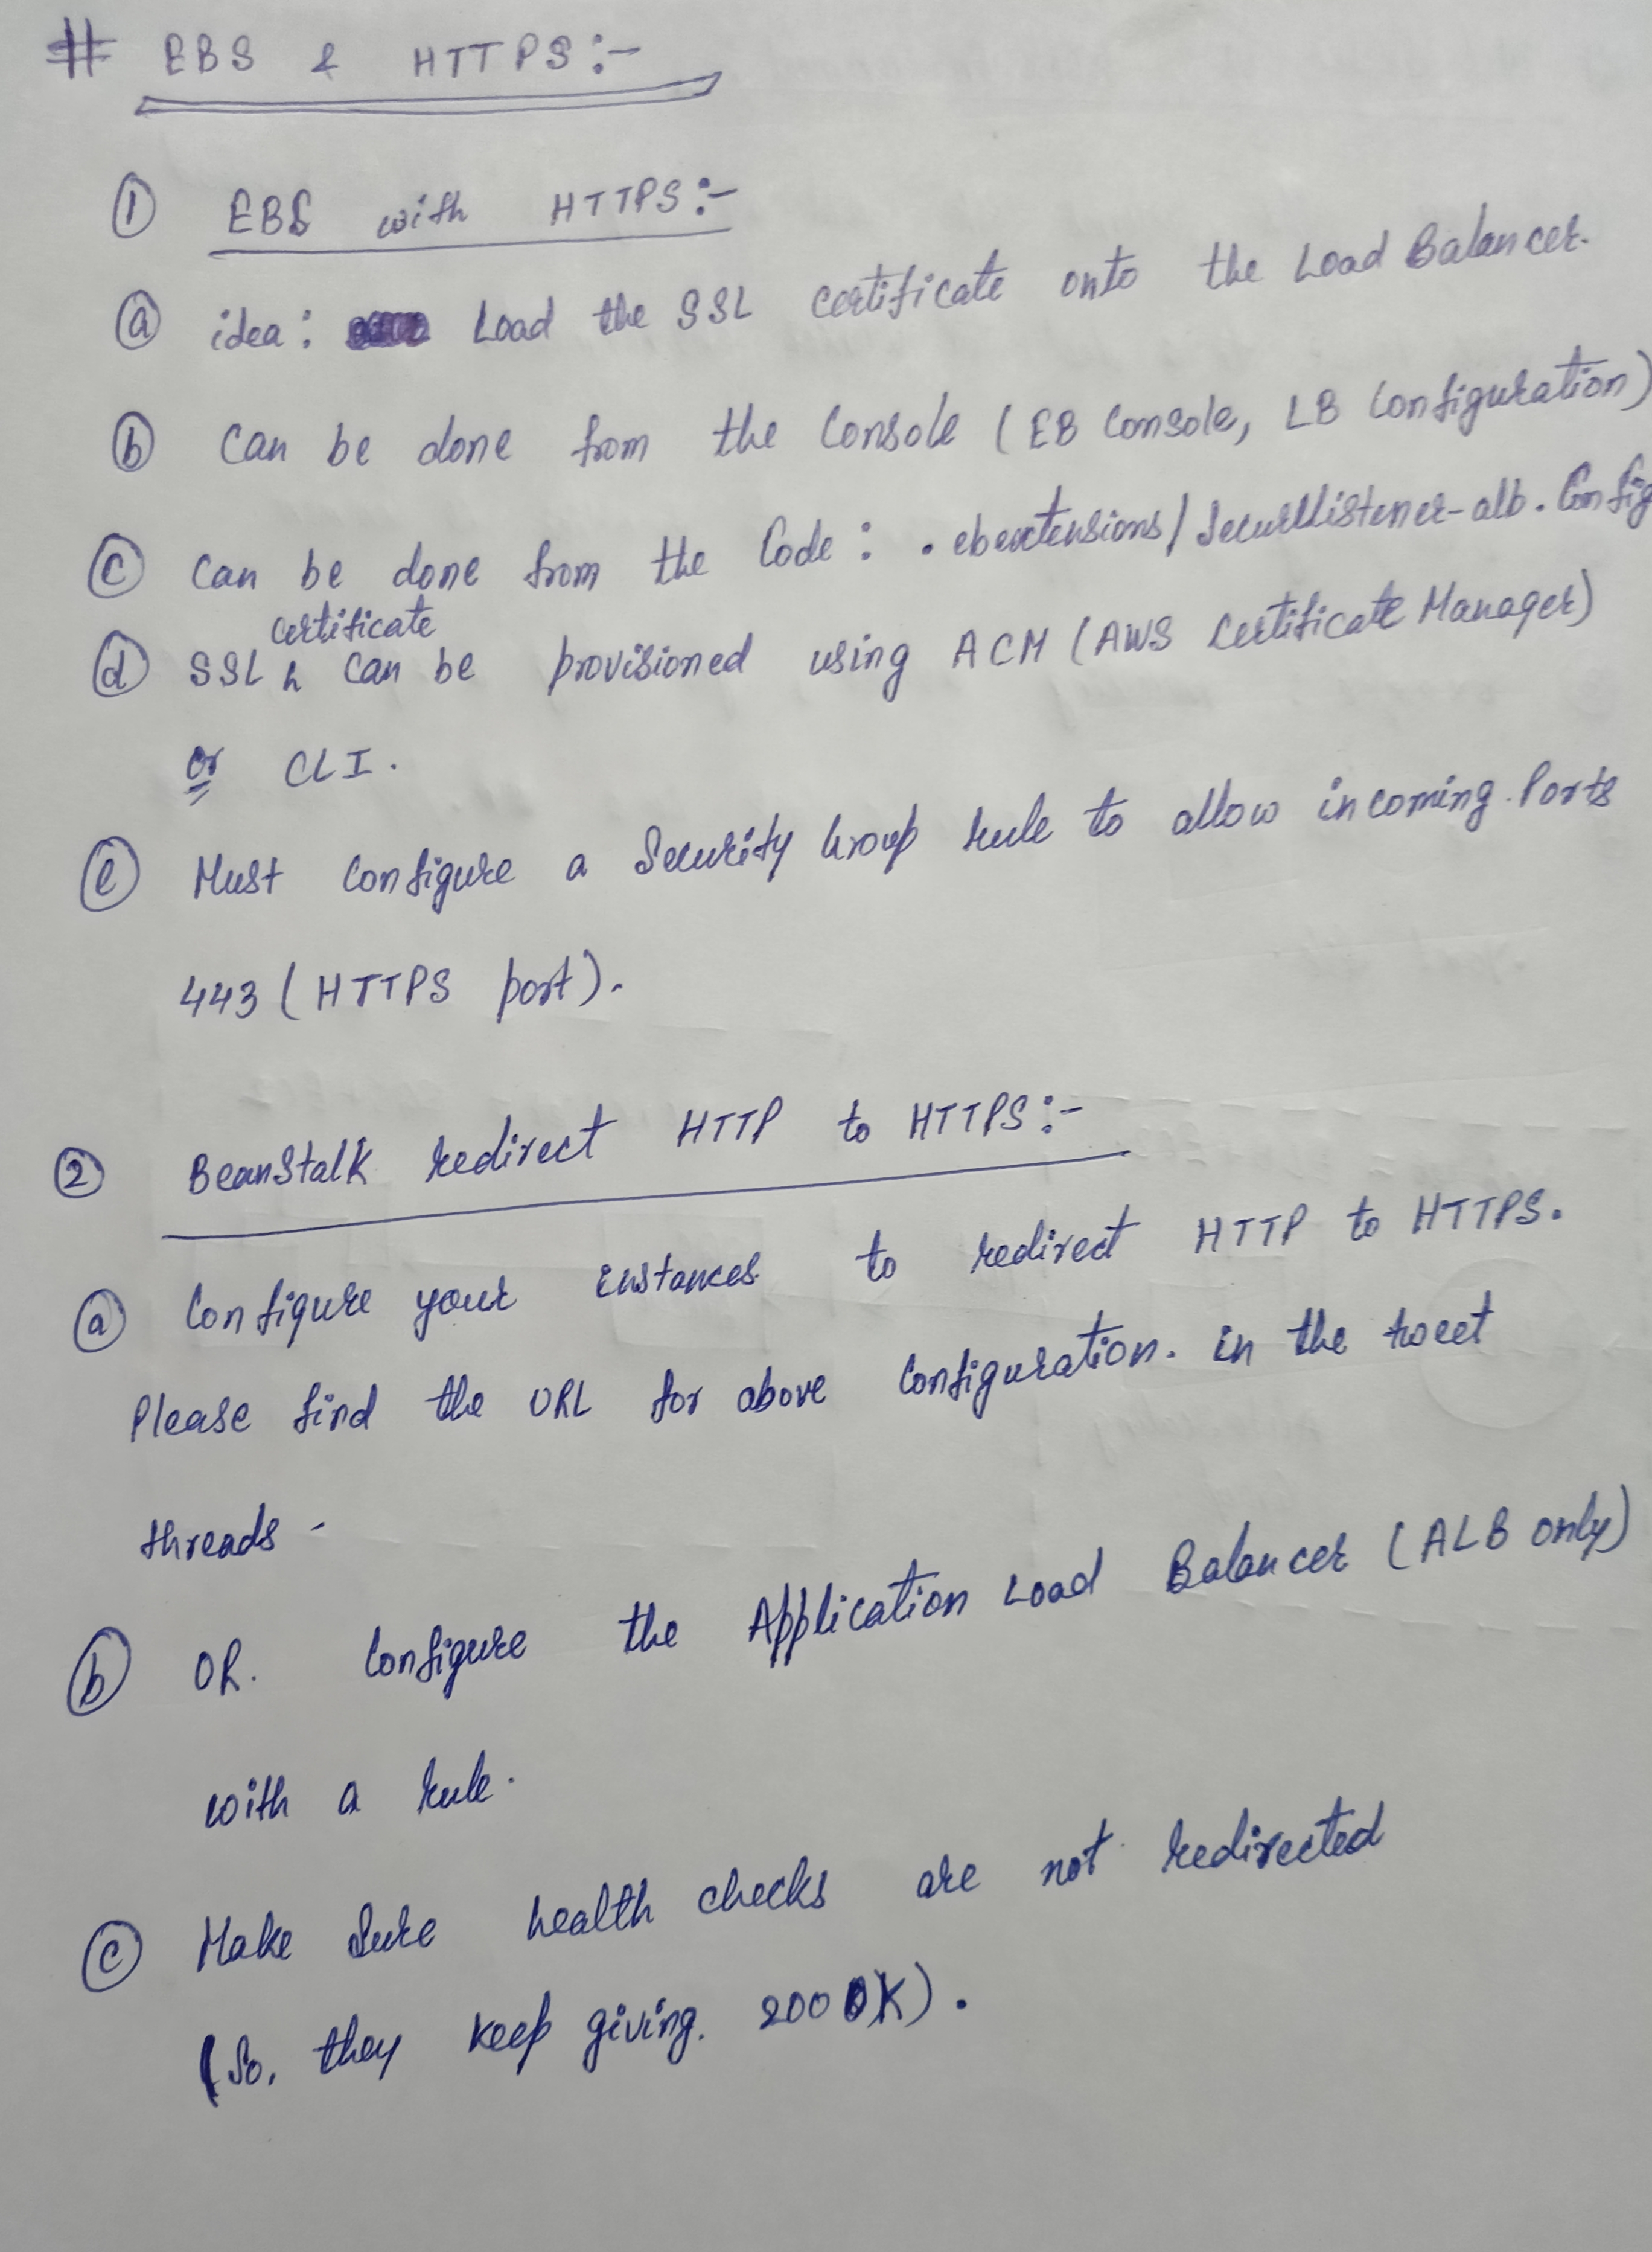 # EBS & HTTPS:-
① EBS with HTTPS:-
ⓐ idea: Load the SSL certificate onto the Load Balancer.
ⓑ Can be done from the Console (EB Console, LB Configuration)
ⓒ Can be done from the Code: .ebextensions/SecureListener-alb.Config
certificate
ⓓ SSL can be provisioned using ACM (AWS Certificate Manager)
or CLI.
ⓔ Must Configure a Security Group rule to allow incoming Ports
443 (HTTPS port).
② BeanStalk redirect HTTP to HTTPS:-
ⓐ Configure your instances to redirect HTTP to HTTPS.
Please find the URL for above Configuration. in the tweet
threads -
ⓑ OR. Configure the Application Load Balancer (ALB only)
with a rule.
ⓒ Make Sure health checks are not redirected
(So, they keep giving. 200 OK).